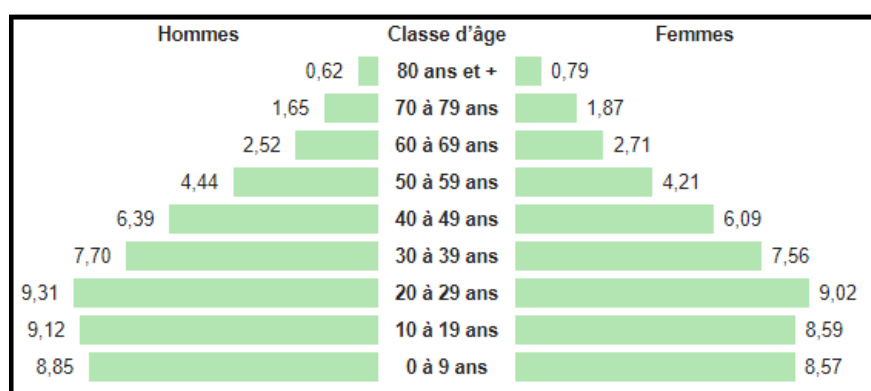 Hommes Classe d'âge Femmes
0,62 80 ans et + 0,79
1,65 70 à 79 ans 1,87
2,52 60 à 69 ans 2,71
4,44 50 à 59 ans 4,21
6,39 40 à 49 ans 6,09
7,70 30 à 39 ans 7,56
9,31 20 à 29 ans 9,02
9,12 10 à 19 ans 8,59
8,85 0 à 9 ans 8,57